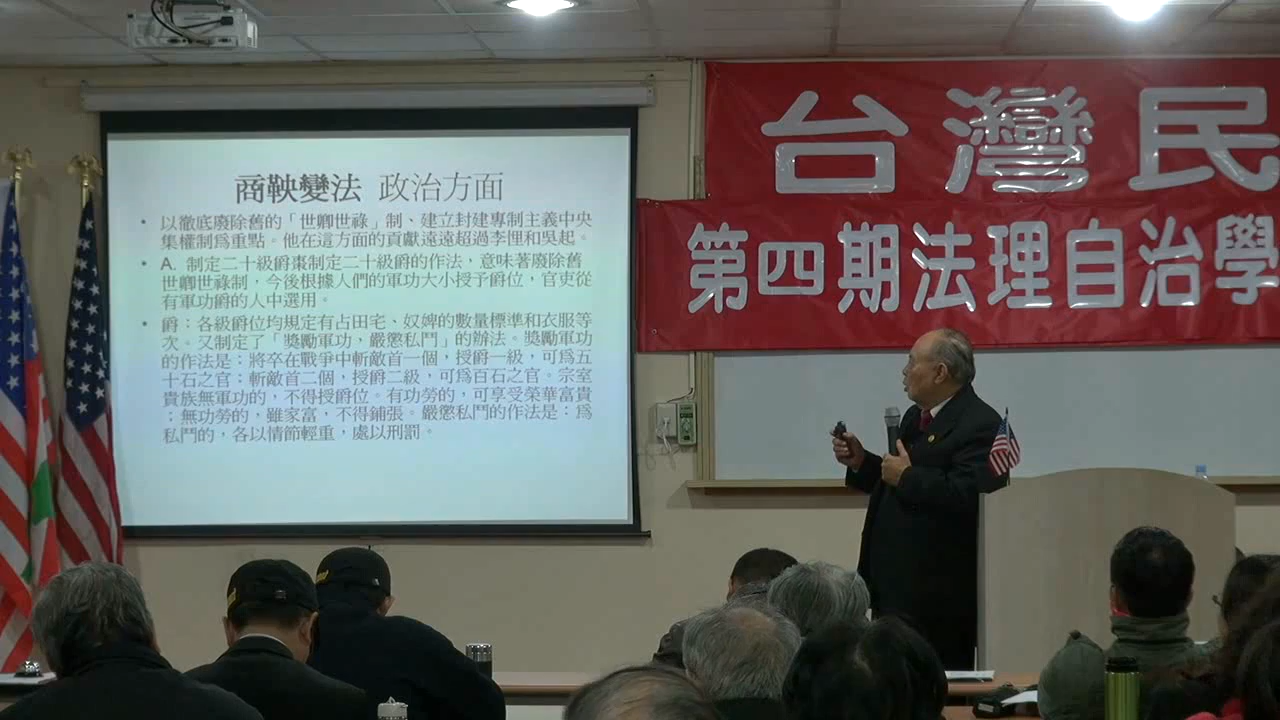 台灣民
第四期法理自治學
商鞅變法 政治方面
• 以徹底廢除舊的「世卿世祿」制、建立封建專制主義中央
集權制爲重點。他在這方面的貢獻遠遠超過李悝和吳起。
• A. 制定二十級爵棗制定二十級爵的作法，意味著廢除舊
世卿世祿制，今後根據人們的軍功大小授予爵位，官吏從
有軍功爵的人中選用。
• 爵：各級爵位均規定有占田宅、奴婢的數量標準和衣服等
次。又制定了「獎勵軍功，嚴懲私鬥」的辦法。獎勵軍功
的作法是：將卒在戰爭中斬敵首一個，授爵一級，可爲五
十石之官；斬敵首二個，授爵二級，可爲百石之官。宗室
貴族無軍功的，不得授爵位。有功勞的，可享受榮華富貴
；無功勞的，雖家富，不得鋪張。嚴懲私鬥的作法是：爲
私鬥的，各以情節輕重，處以刑罰。